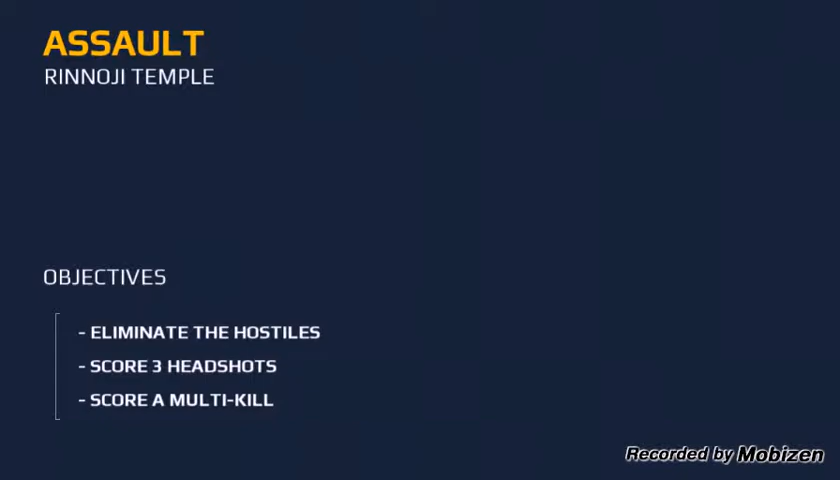 ASSAULT
RINNOJI TEMPLE
OBJECTIVES
- ELIMINATE THE HOSTILES
- SCORE 3 HEADSHOTS
- SCORE A MULTI-KILL
Recorded by Mobizen